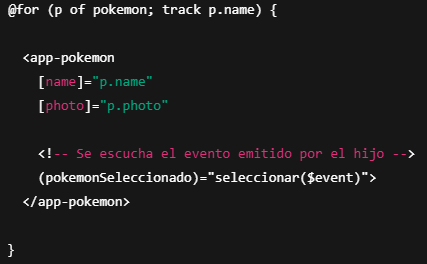 @for (p of pokemon; track p.name) {
<app-pokemon
[name]="p.name"
[photo]="p.photo"
<!-- Se escucha el evento emitido por el hijo -->
(pokemonSeleccionado)="seleccionar($event)">
</app-pokemon>
}